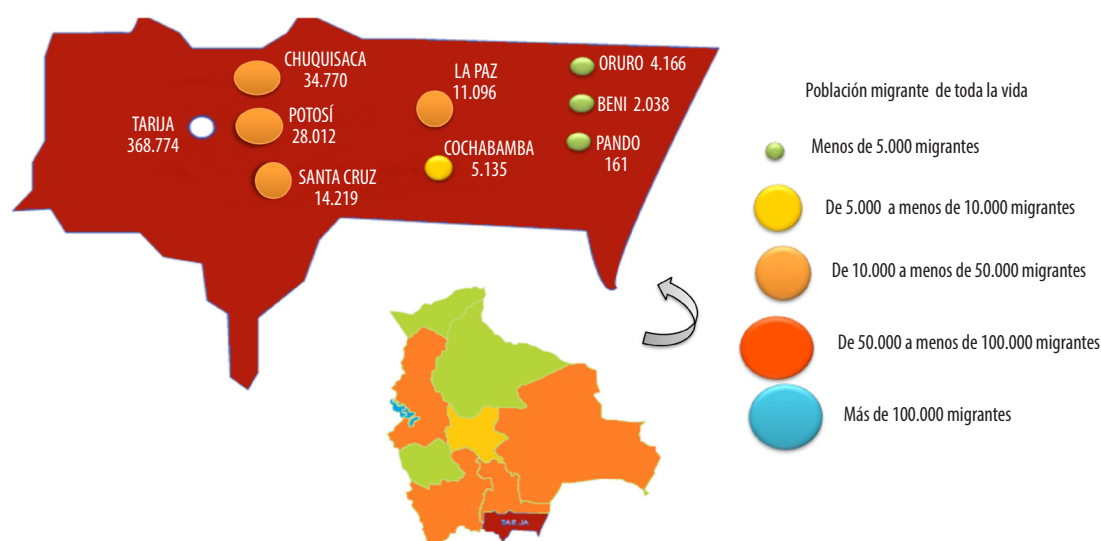 CHUQUISACA
34.770
LA PAZ
11.096
ORURO 4.166
BENI 2.038
PANDO
161
TARIJA
368.774
POTOSÍ
28.012
COCHABAMBA
5.135
SANTA CRUZ
14.219
Población migrante de toda la vida
Menos de 5.000 migrantes
De 5.000 a menos de 10.000 migrantes
De 10.000 a menos de 50.000 migrantes
De 50.000 a menos de 100.000 migrantes
Más de 100.000 migrantes
TARIJA